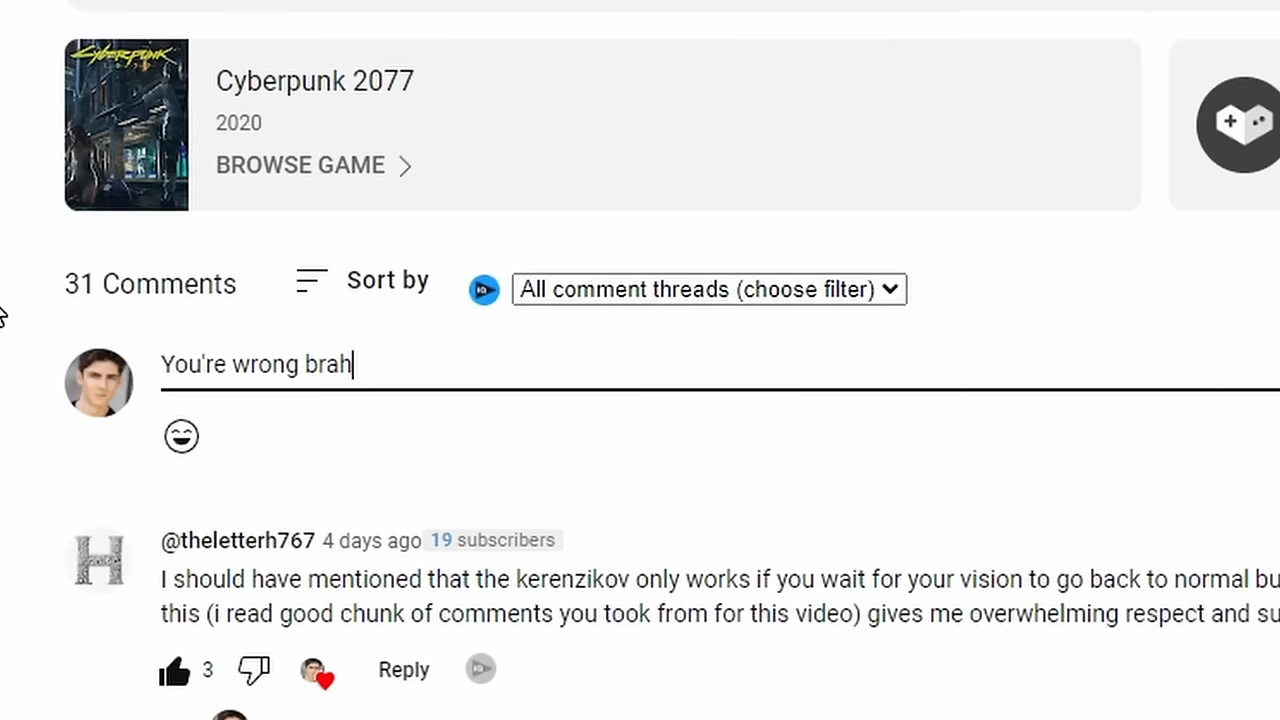 Cyberpunk
Cyberpunk 2077
2020
BROWSE GAME
31 Comments
Sort by
All comment threads (choose filter)
You're wrong brah
@theletterh767 4 days ago 19 subscribers
I should have mentioned that the kerenzikov only works if you wait for your vision to go back to normal bu
this (i read good chunk of comments you took from for this video) gives me overwhelming respect and su
3
Reply